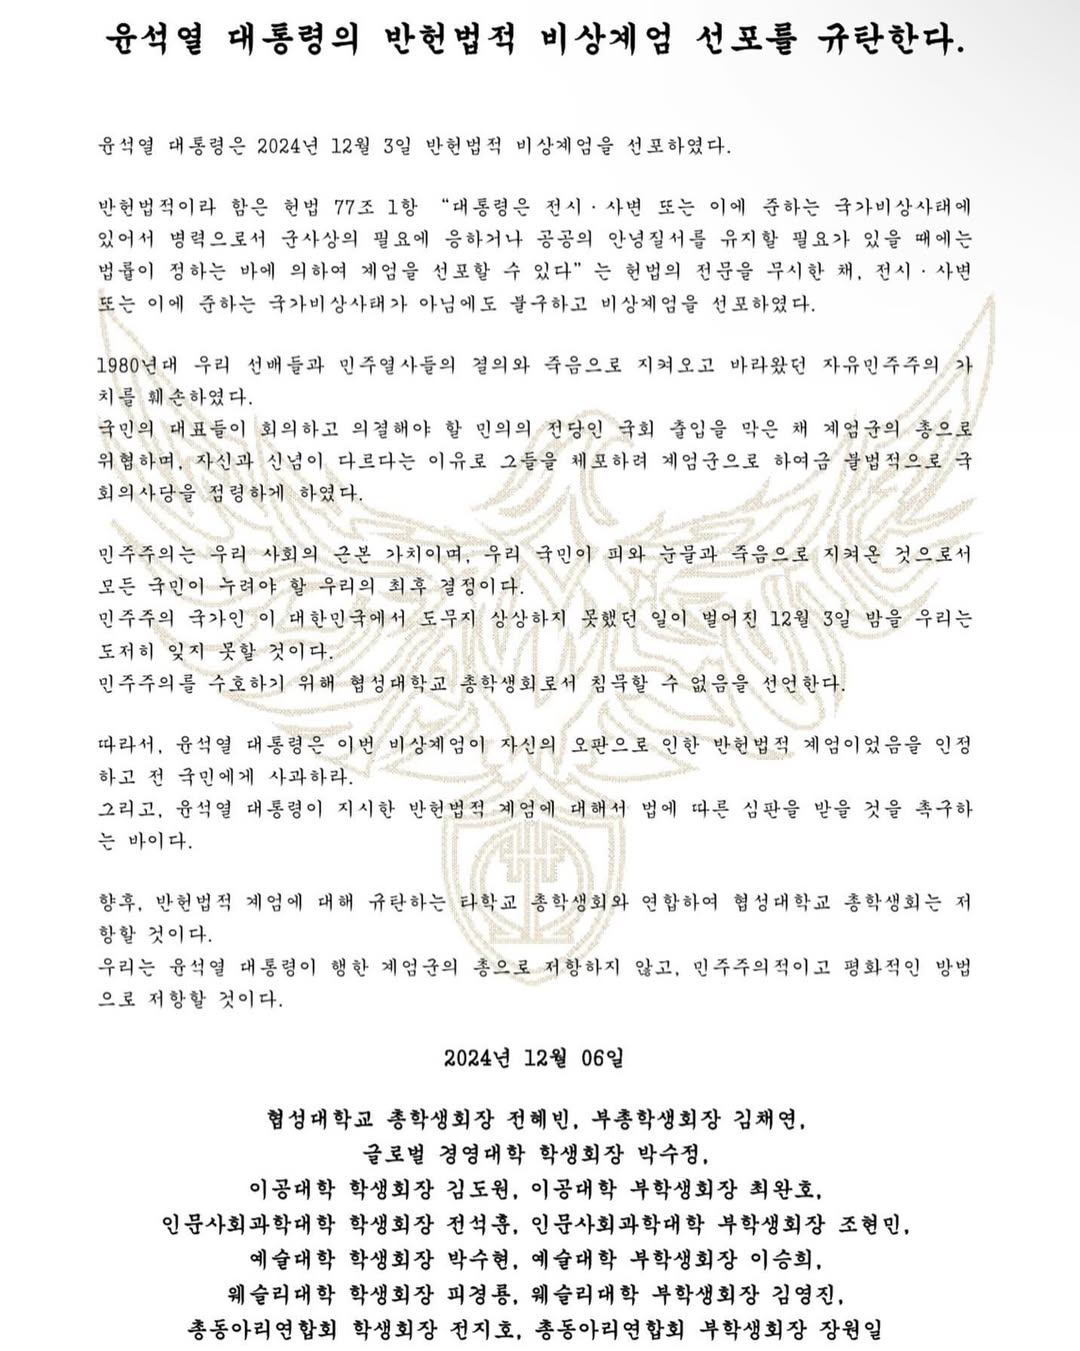 윤석열 대통령의 반헌법적 비상계엄 선포를 규탄한다.
윤석열 대통령은 2024년 12월 3일 반헌법적 비상계엄을 선포하였다.
반헌법적이라 함은 헌법 77조 1항 “대통령은 전시·사변 또는 이에 준하는 국가비상사태에
있어서 병력으로서 군사상의 필요에 응하거나 공공의 안녕질서를 유지할 필요가 있을 때에는
법률이 정하는 바에 의하여 계엄을 선포할 수 있다” 는 헌법의 전문을 무시한 채, 전시·사변
또는 이에 준하는 국가비상사태가 아님에도 불구하고 비상계엄을 선포하였다.
1980년대 우리 선배들과 민주열사들의 결의와 죽음으로 지켜오고 바라왔던 자유민주주의 가
치를 훼손하였다.
국민의 대표들이 회의하고 의결해야 할 민의의 전당인 국회 출입을 막은 채 계엄군의 총으로
위협하며, 자신과 신념이 다르다는 이유로 그들을 체포하려 계엄군으로 하여금 불법적으로 국
회의사당을 점령하게 하였다.
민주주의는 우리 사회의 근본 가치이며, 우리 국민이 피와 눈물과 죽음으로 지켜온 것으로서
모든 국민이 누려야 할 우리의 최후 결정이다.
민주주의 국가인 이 대한민국에서 도무지 상상하지 못했던 일이 벌어진 12월 3일 밤을 우리는
도저히 잊지 못할 것이다.
민주주의를 수호하기 위해 협성대학교 총학생회로서 침묵할 수 없음을 선언한다.
따라서, 윤석열 대통령은 이번 비상계엄이 자신의 오판으로 인한 반헌법적 계엄이었음을 인정
하고 전 국민에게 사과하라.
그리고, 윤석열 대통령이 지시한 반헌법적 계엄에 대해서 법에 따른 심판을 받을 것을 촉구하
는 바이다.
향후, 반헌법적 계엄에 대해 규탄하는 타학교 총학생회와 연합하여 협성대학교 총학생회는 저
항할 것이다.
우리는 윤석열 대통령이 행한 계엄군의 총으로 저항하지 않고, 민주주의적이고 평화적인 방법
으로 저항할 것이다.
2024년 12월 06일
협성대학교 총학생회장 전혜빈, 부총학생회장 김채연,
글로벌 경영대학 학생회장 박수정,
이공대학 학생회장 김도원, 이공대학 부학생회장 최완호,
인문사회과학대학 학생회장 전석훈, 인문사회과학대학 부학생회장 조현민,
예술대학 학생회장 박수현, 예술대학 부학생회장 이승희,
웨슬리대학 학생회장 피경룡, 웨슬리대학 부학생회장 김영진,
총동아리연합회 학생회장 전지호, 총동아리연합회 부학생회장 장원일